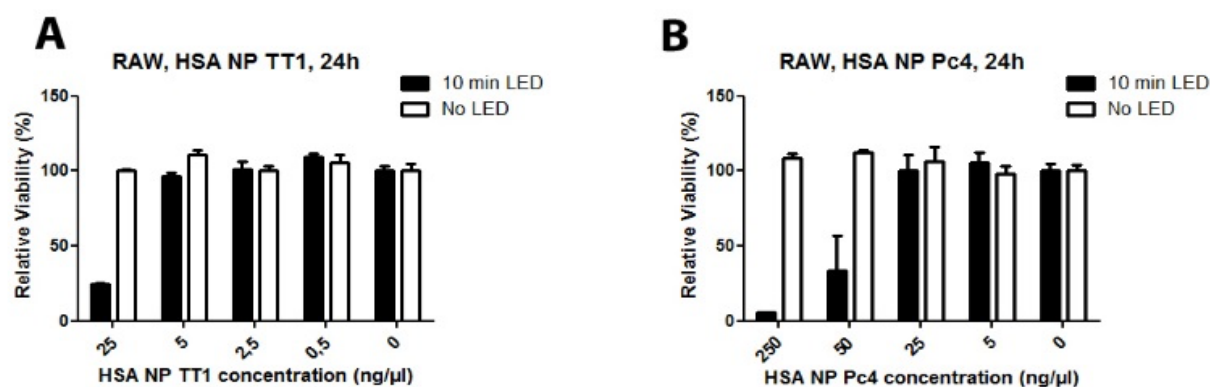 A
RAW, HSA NP TT1, 24h
10 min LED
No LED
Relative Viability (%)
150
100
50
0
25
5
2,5
0,5
0
HSA NP TT1 concentration (ng/µl)
B
RAW, HSA NP Pc4, 24h
10 min LED
No LED
Relative Viability (%)
150
100
50
0
250
50
25
5
0
HSA NP Pc4 concentration (ng/µl)